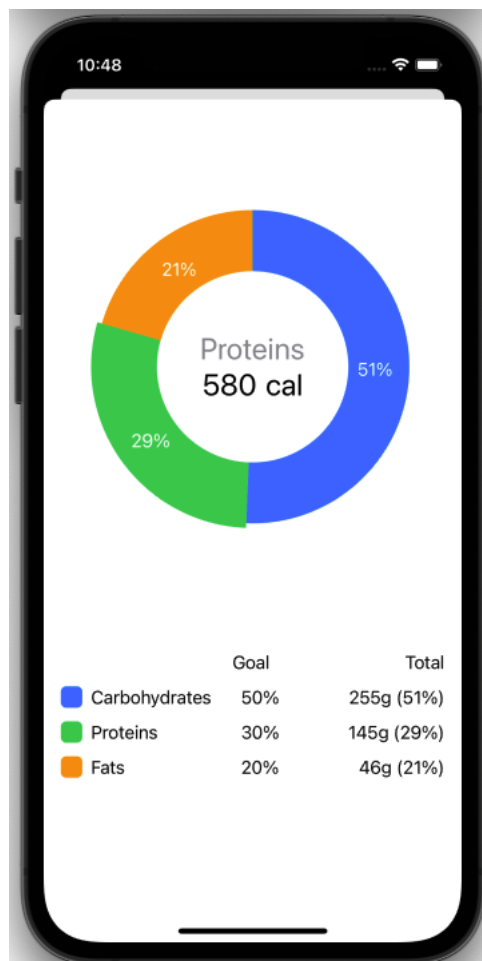 10:48
21%
Proteins
580 cal
51%
29%
Goal Total
Carbohydrates 50% 255g (51%)
Proteins 30% 145g (29%)
Fats 20% 46g (21%)